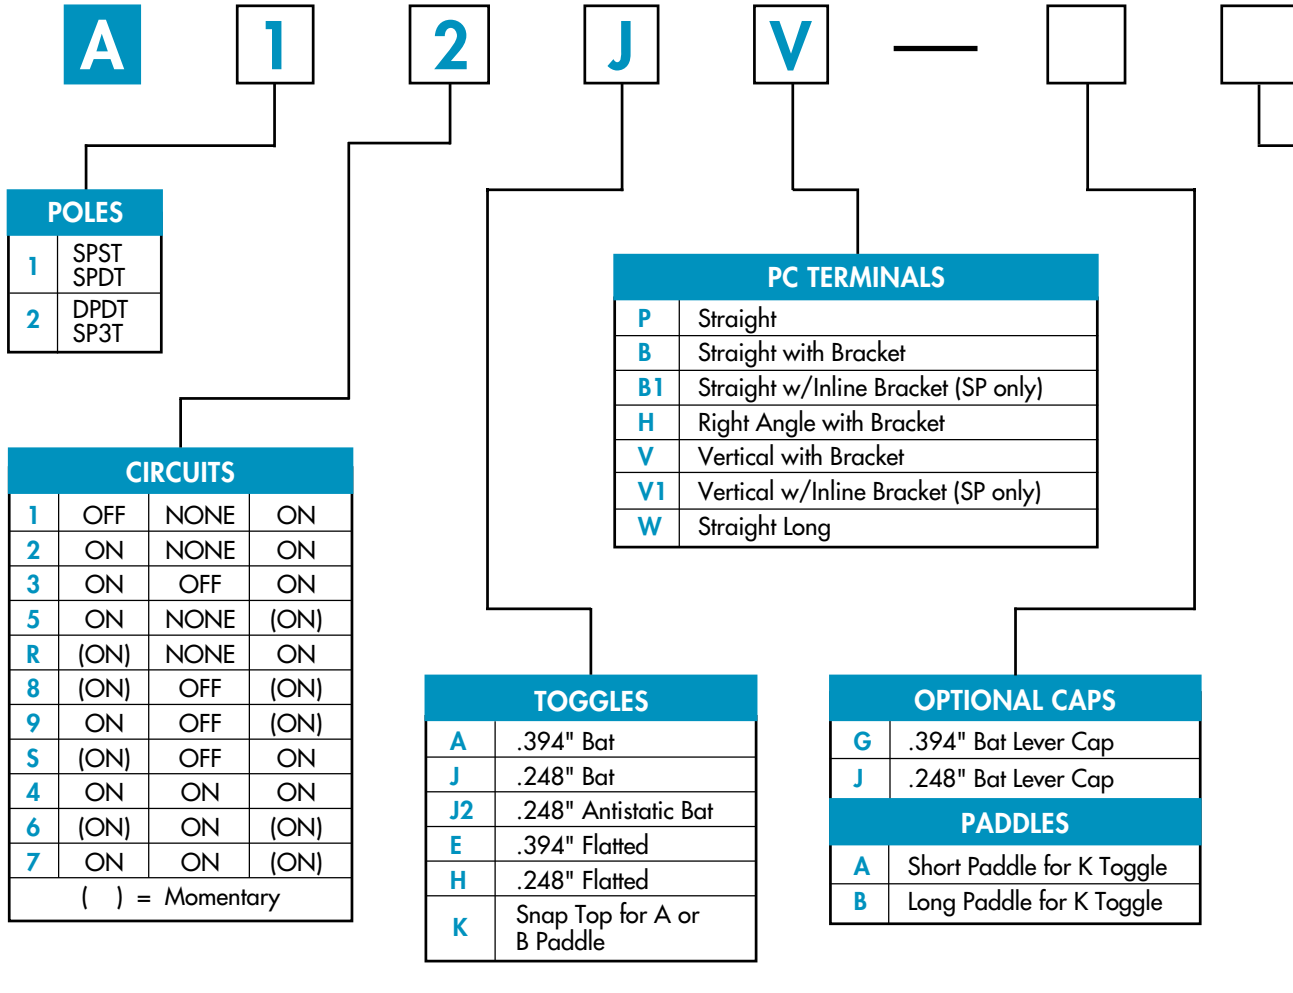 A 1 2 J V —
POLES
1 SPST SPDT
2 DPDT SP3T
CIRCUITS
1 OFF NONE ON
2 ON NONE ON
3 ON OFF ON
5 ON NONE (ON)
R (ON) NONE ON
8 (ON) OFF (ON)
9 ON OFF (ON)
S (ON) OFF ON
4 ON ON ON
6 (ON) ON (ON)
7 ON ON (ON)
( ) = Momentary
PC TERMINALS
P Straight
B Straight with Bracket
B1 Straight w/Inline Bracket (SP only)
H Right Angle with Bracket
V Vertical with Bracket
V1 Vertical w/Inline Bracket (SP only)
W Straight Long
TOGGLES
A .394" Bat
J .248" Bat
J2 .248" Antistatic Bat
E .394" Flatted
H .248" Flatted
K Snap Top for A or
B Paddle
OPTIONAL CAPS
G .394" Bat Lever Cap
J .248" Bat Lever Cap
PADDLES
A Short Paddle for K Toggle
B Long Paddle for K Toggle